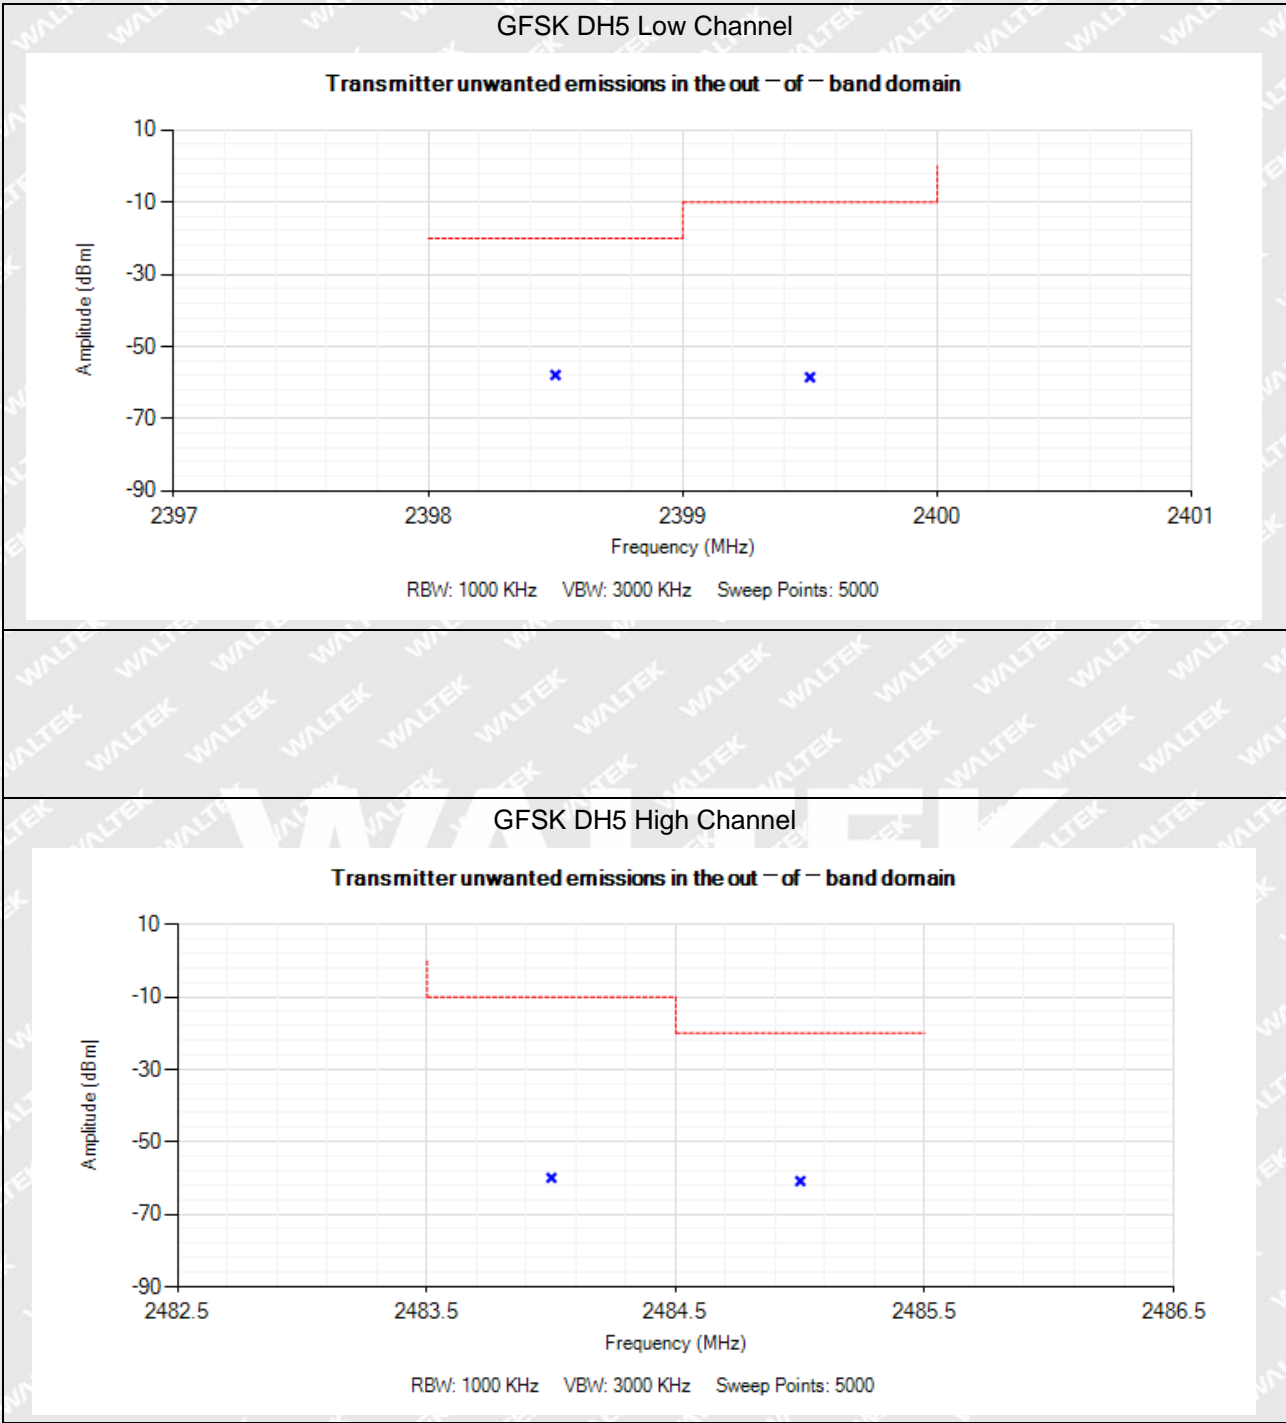 GFSK DH5 Low Channel
Transmitter unwanted emissions in the out – of – band domain
10
-10
-30
-50
-70
-90
Amplitude (dBm)
2397 2398 2399 2400 2401
Frequency (MHz)
RBW: 1000 KHz VBW: 3000 KHz Sweep Points: 5000
WALTEK
GFSK DH5 High Channel
Transmitter unwanted emissions in the out – of – band domain
10
-10
-30
-50
-70
-90
Amplitude (dBm)
2482.5 2483.5 2484.5 2485.5 2486.5
Frequency (MHz)
RBW: 1000 KHz VBW: 3000 KHz Sweep Points: 5000